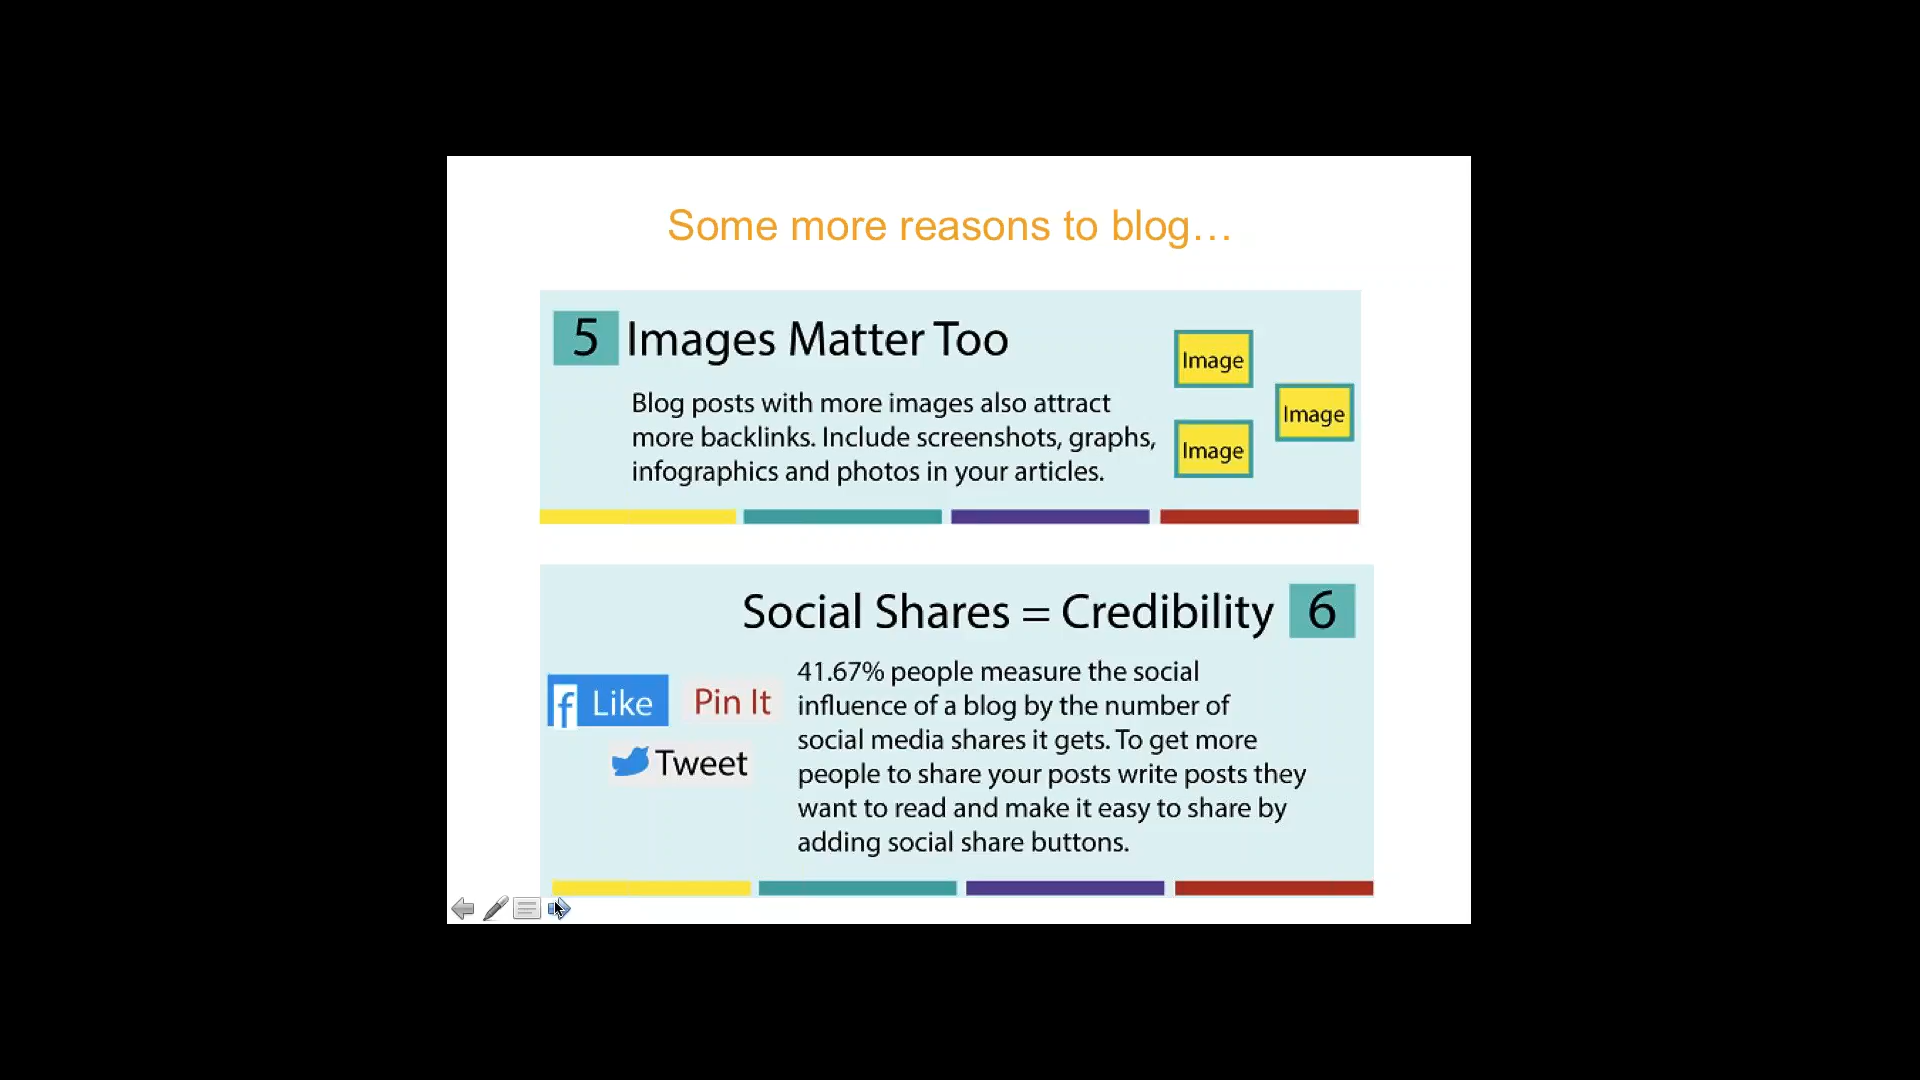 Some more reasons to blog…
5 Images Matter Too
Blog posts with more images also attract
more backlinks. Include screenshots, graphs,
infographics and photos in your articles.
Image
Image
Image
Social Shares = Credibility 6
f Like
Pin It
Tweet
41.67% people measure the social
influence of a blog by the number of
social media shares it gets. To get more
people to share your posts write posts they
want to read and make it easy to share by
adding social share buttons.